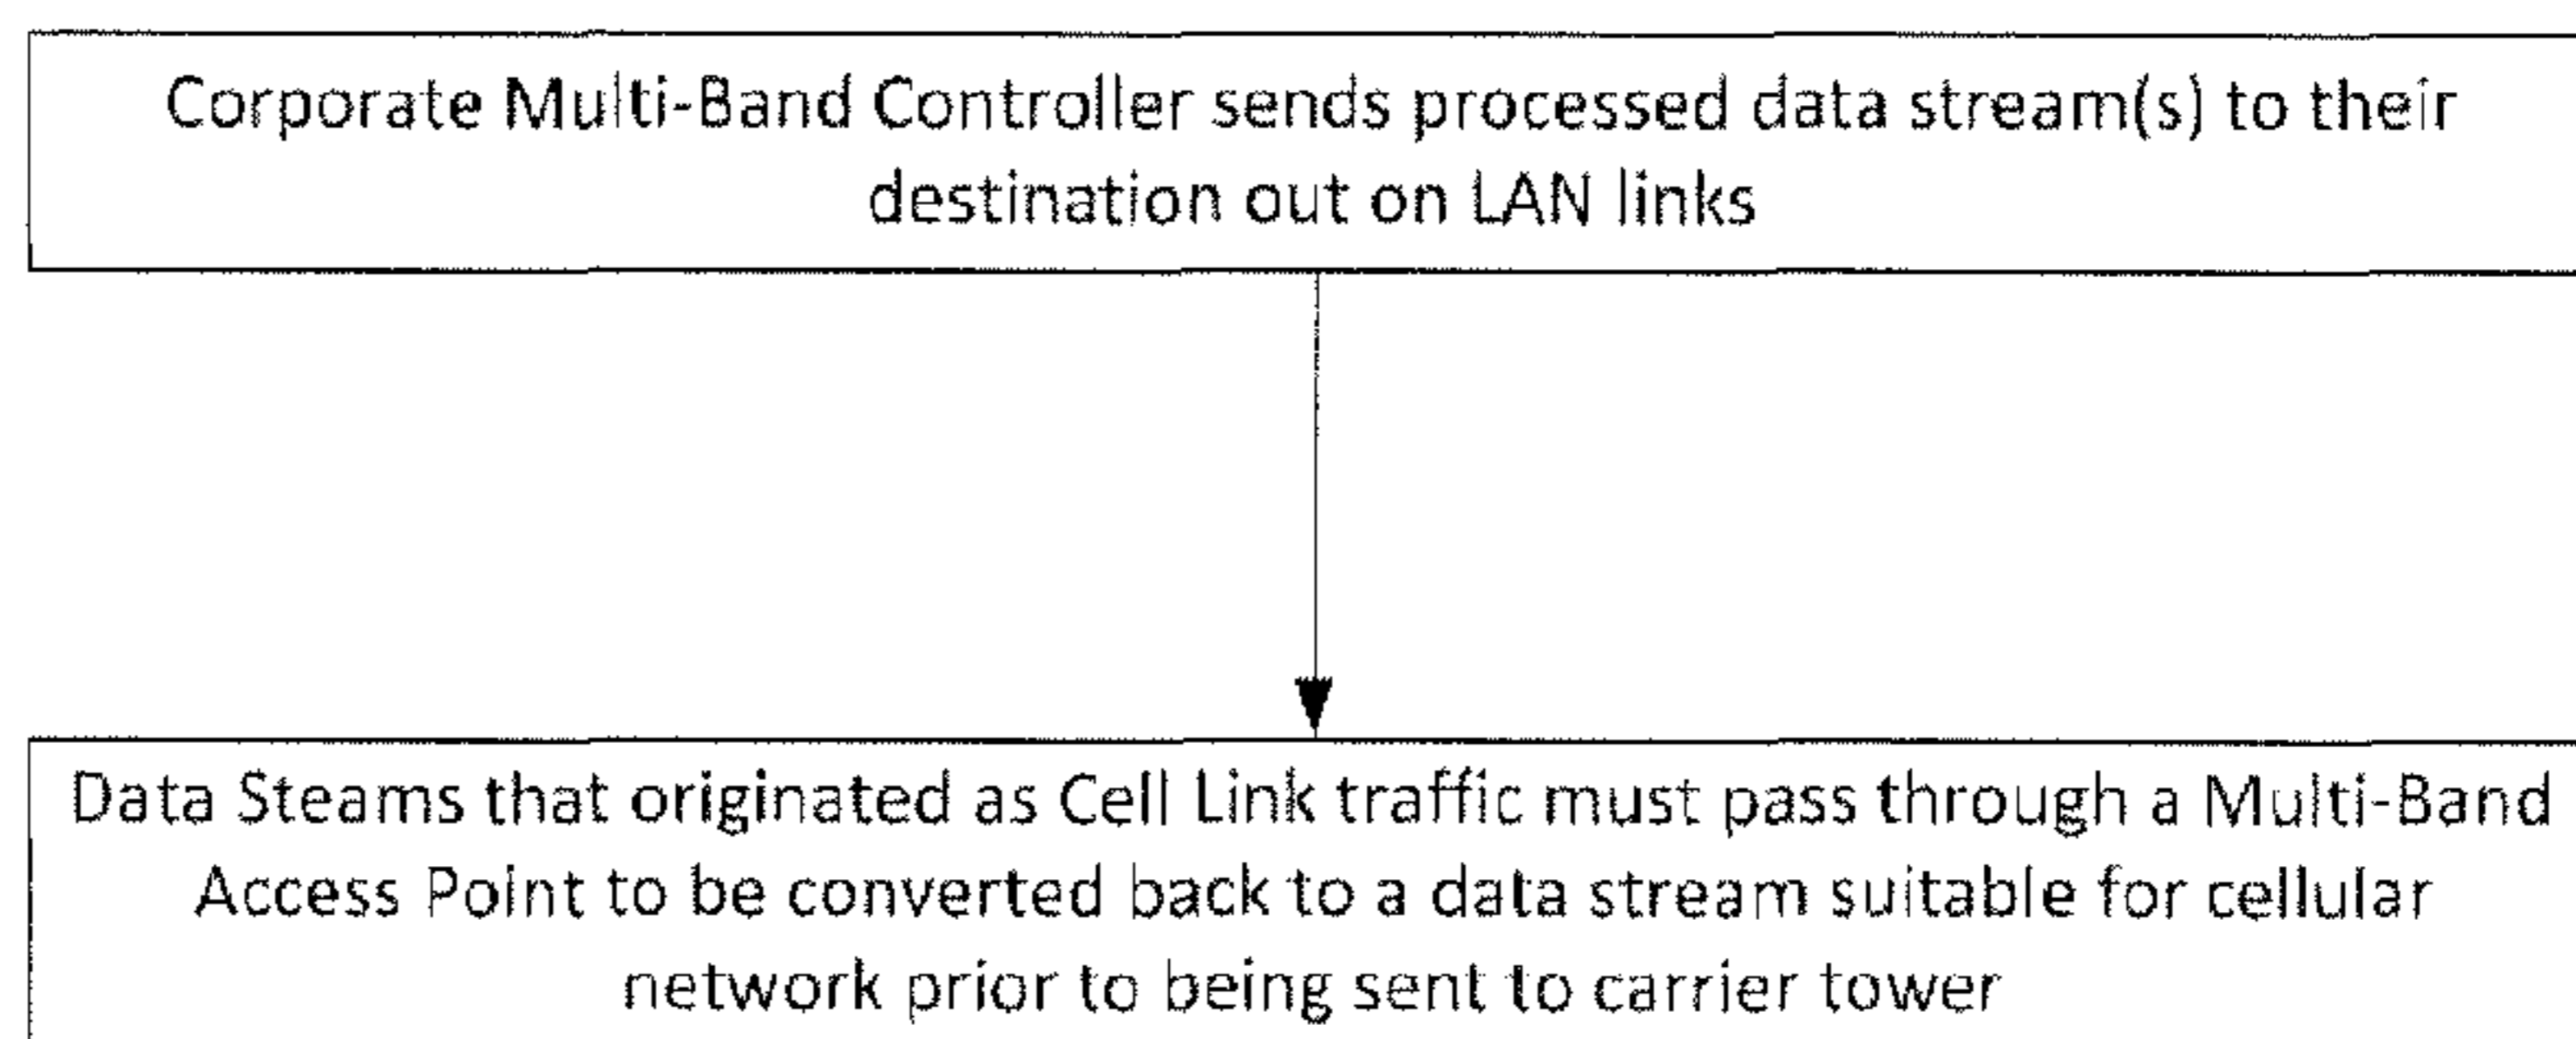 Corporate Multi-Band Controller sends processed data stream(s) to their
destination out on LAN links
Data Steams that originated as Cell Link traffic must pass through a Multi-Band
Access Point to be converted back to a data stream suitable for cellular
network prior to being sent to carrier tower